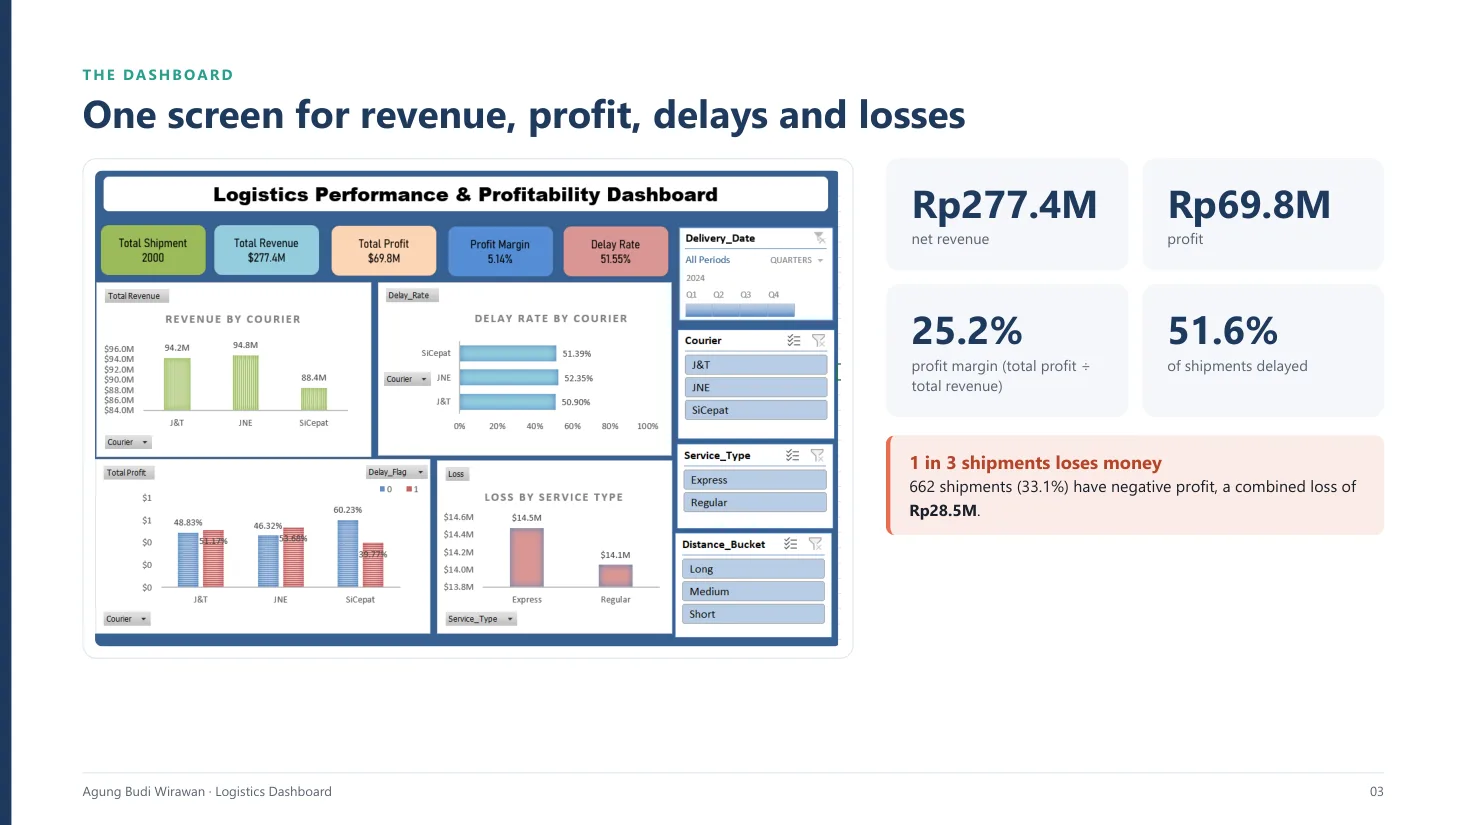 THE DASHBOARD
One screen for revenue, profit, delays and losses
Logistics Performance & Profitability Dashboard
Total Shipment
2000
Total Revenue
$277.4M
Total Profit
$69.8M
Profit Margin
5.14%
Delay Rate
51.55%
Total Revenue
REVENUE BY COURIER
$96.0M
$94.0M
$92.0M
$90.0M
$88.0M
$86.0M
$84.0M
94.2M
94.8M
88.4M
J&T
JNE
SiCepat
Courier
Delay_Rate
DELAY RATE BY COURIER
SiCepat
51.39%
Courier
JNE
52.35%
J&T
50.90%
0% 20% 40% 60% 80% 100%
Total Profit
Delay_Flag
0 1
$1
$1
$0
$0
$0
48.83%
51.17%
46.32%
53.68%
60.23%
39.77%
J&T
JNE
SiCepat
Courier
Loss
LOSS BY SERVICE TYPE
$14.6M
$14.4M
$14.2M
$14.0M
$13.8M
$14.5M
$14.1M
Express
Regular
Service_Type
Delivery_Date
All Periods QUARTERS
2024
Q1 Q2 Q3 Q4
Courier
J&T
JNE
SiCepat
Service_Type
Express
Regular
Distance_Bucket
Long
Medium
Short
Rp277.4M
net revenue
Rp69.8M
profit
25.2%
profit margin (total profit ÷
total revenue)
51.6%
of shipments delayed
1 in 3 shipments loses money
662 shipments (33.1%) have negative profit, a combined loss of
Rp28.5M.
Agung Budi Wirawan · Logistics Dashboard
03